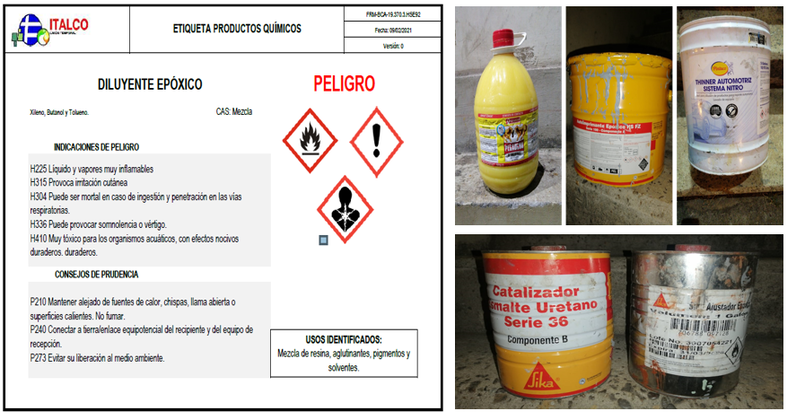 ITALCO
ETIQUETA PRODUCTOS QUÍMICOS
FRM-ECA-19.370.3.HSE92
Fecha: 09/02/2021
Versión: 0
DILUYENTE EPÓXICO
PELIGRO
Xileno, Butanol y Tolueno.
CAS: Mezcla
INDICACIONES DE PELIGRO
H225 Líquido y vapores muy inflamables
H315 Provoca irritación cutánea
H304 Puede ser mortal en caso de ingestión y penetración en las vías
respiratorias.
H336 Puede provocar somnolencia o vértigo.
H410 Muy tóxico para los organismos acuáticos, con efectos nocivos
duraderos. duraderos.
CONSEJOS DE PRUDENCIA
P210 Mantener alejado de fuentes de calor, chispas, llama abierta o
superficies calientes. No fumar.
P240 Conectar a tierra/enlace equipotencial del recipiente y del equipo de
recepción.
P273 Evitar su liberación al medio ambiente.
USOS IDENTIFICADOS:
Mezcla de resina, aglutinantes, pigmentos y
solventes.
THINNER AUTOMOTRIZ
SISTEMA NITRO
Catalizador
smalte Uretano
Serie 36
Componente B
Sika
Ajustador
Volumen: 1